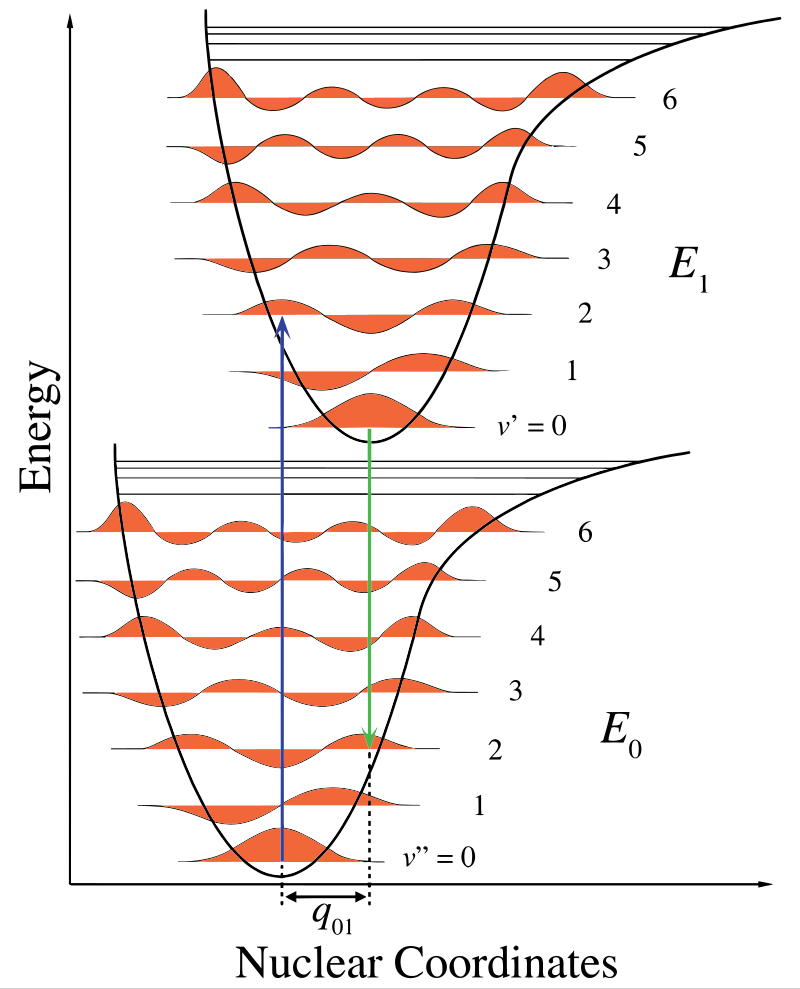 6
5
4
3
E1
2
1
v’ = 0
Energy
6
5
4
3
E0
2
1
v” = 0
q01
Nuclear Coordinates